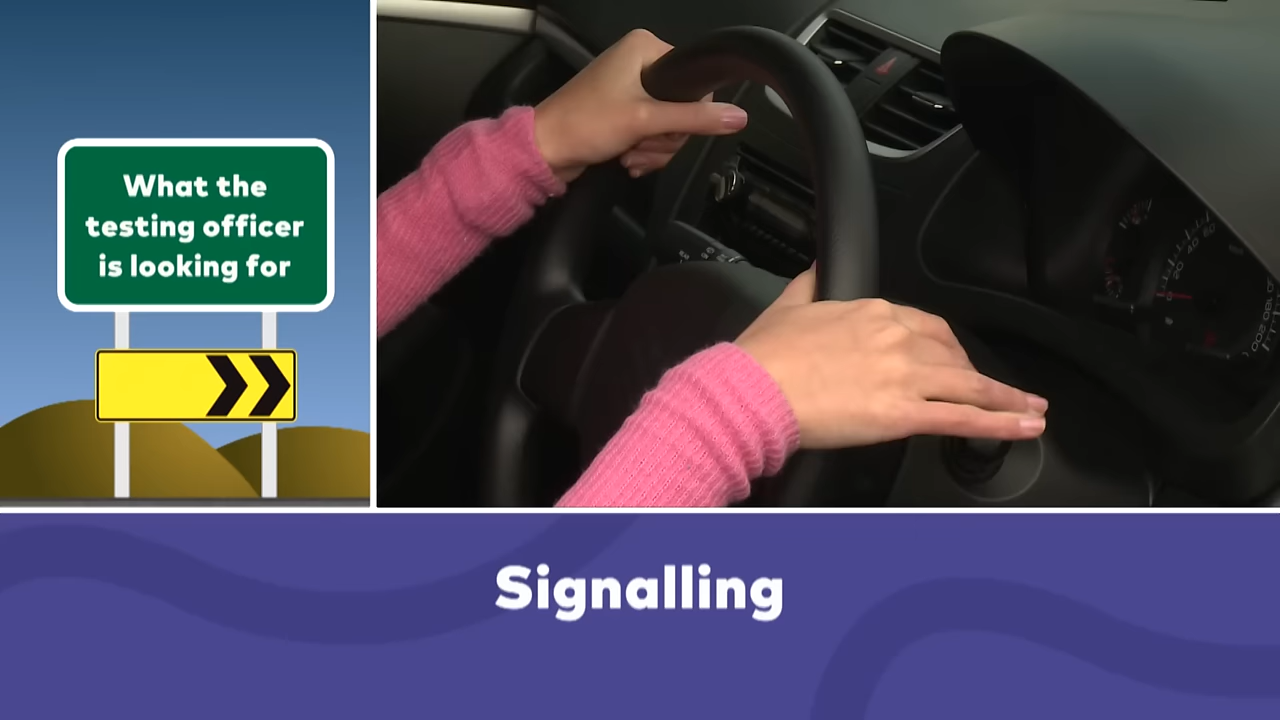 What the
testing officer
is looking for
Signalling